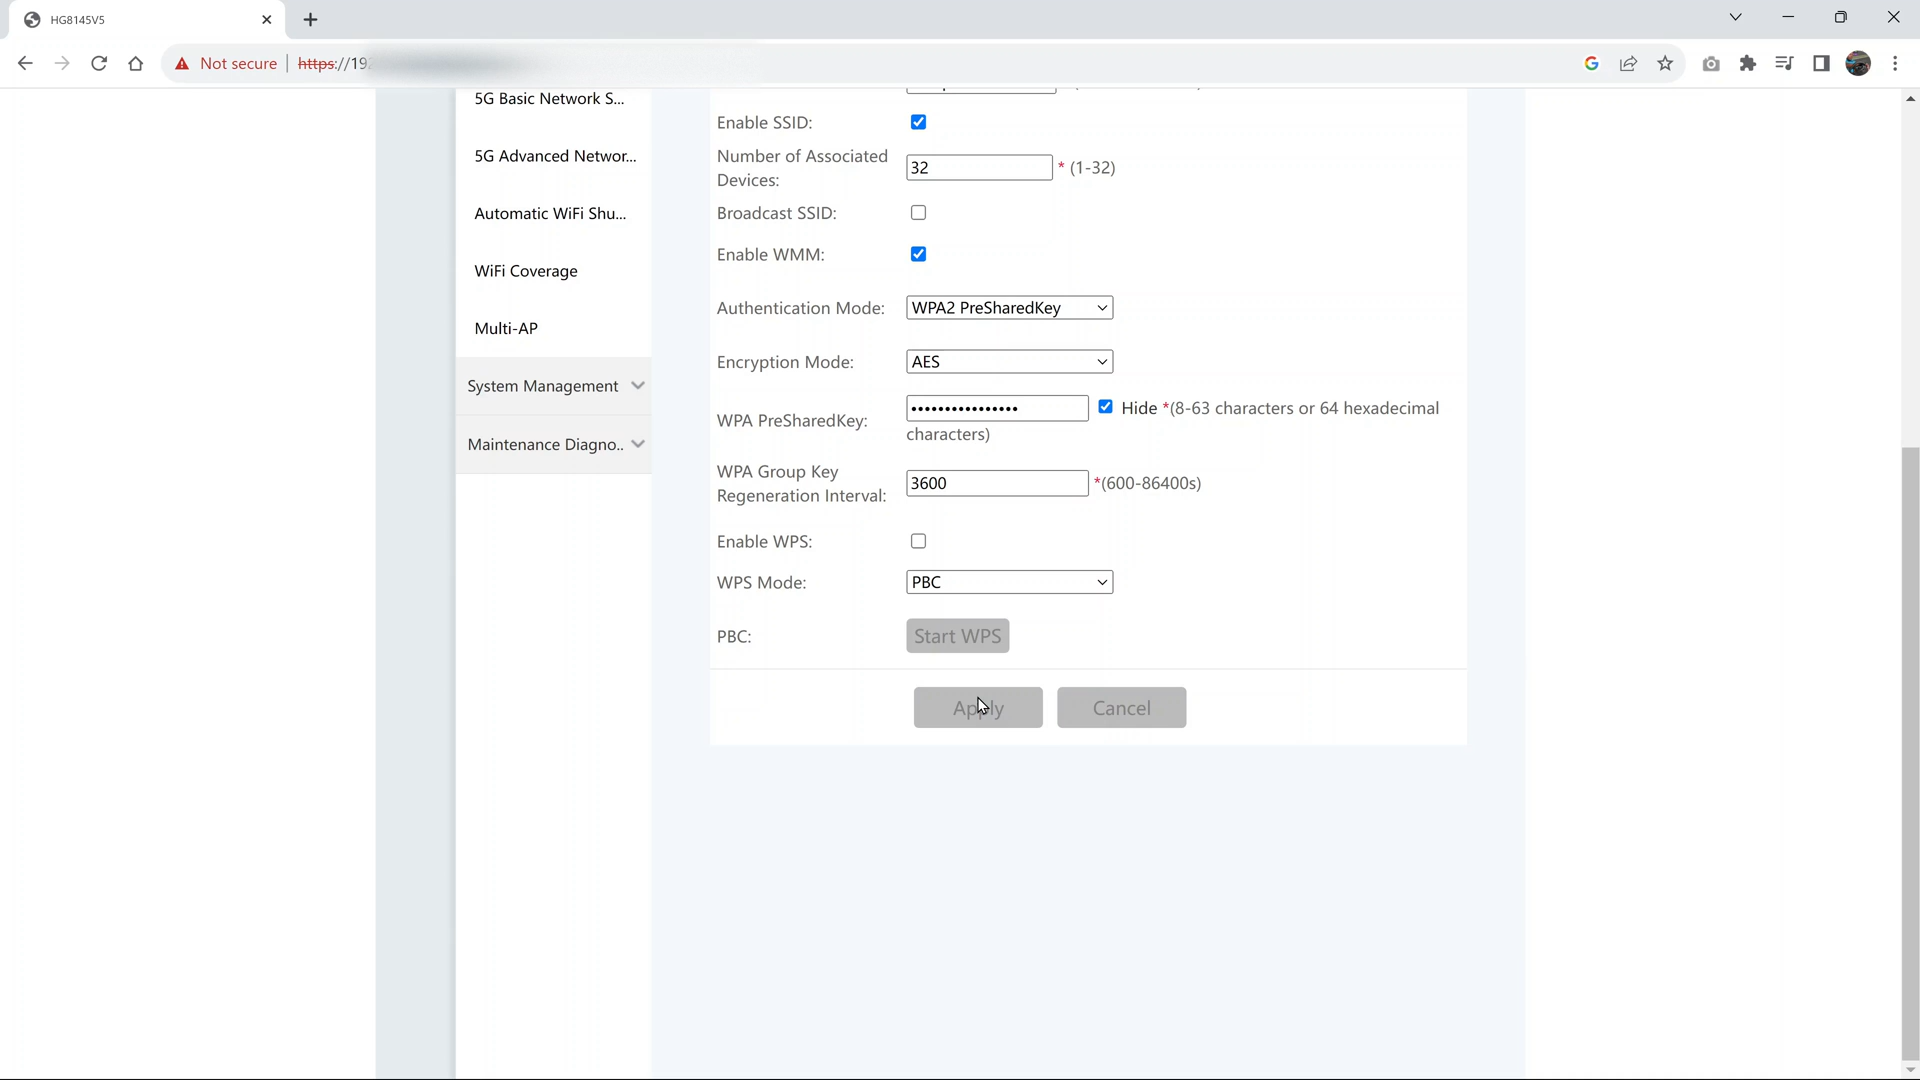 HG8145V5
Not secure
https://19
5G Basic Network S...
5G Advanced Networ...
Automatic WiFi Shu...
WiFi Coverage
Multi-AP
System Management
Maintenance Diagno..
Enable SSID:
Number of Associated
Devices:
32 * (1-32)
Broadcast SSID:
Enable WMM:
Authentication Mode: WPA2 PreSharedKey
Encryption Mode: AES
WPA PreSharedKey: •••••••••••••••• Hide *(8-63 characters or 64 hexadecimal
characters)
WPA Group Key
Regeneration Interval:
3600 *(600-86400s)
Enable WPS:
WPS Mode: PBC
PBC: Start WPS
Apply Cancel